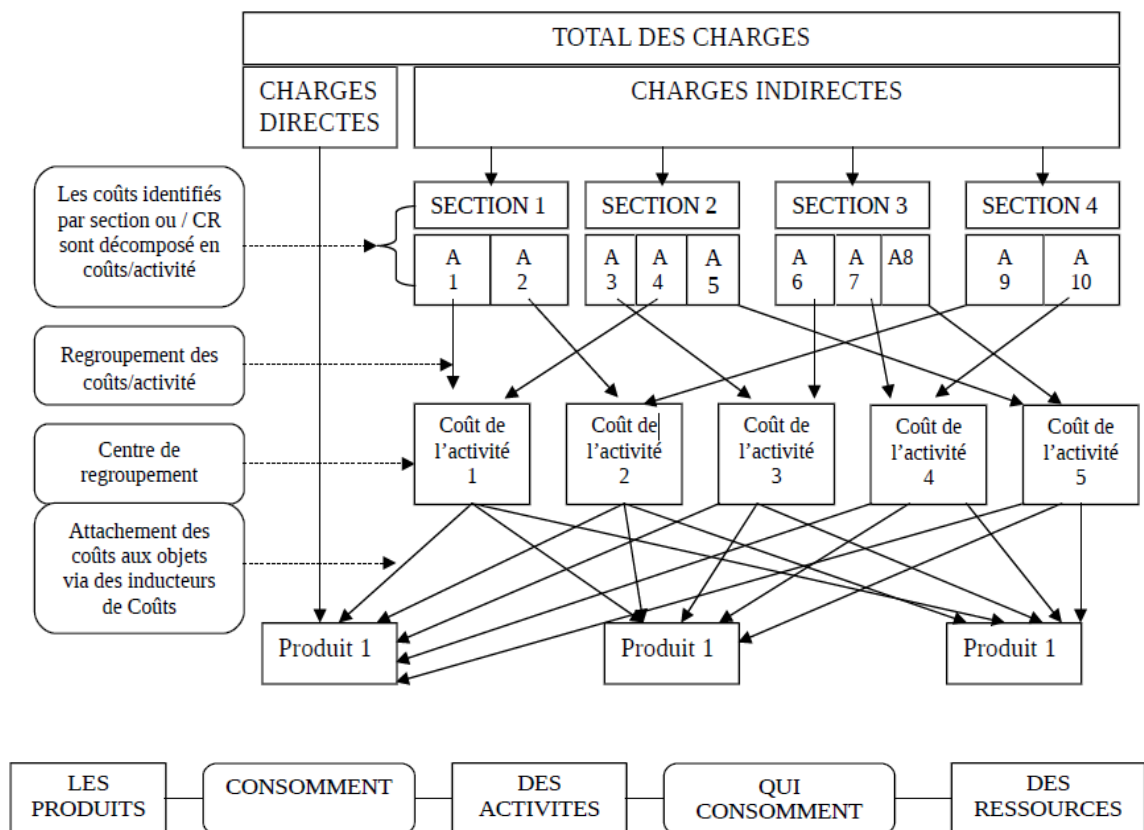 TOTAL DES CHARGES
CHARGES
DIRECTES
CHARGES INDIRECTES
Les coûts identifiés
par section ou / CR
sont décomposé en
coûts/activité
SECTION 1
SECTION 2
SECTION 3
SECTION 4
A
1
A
2
A
3
A
4
A
5
A
6
A
7
A8
A
9
A
10
Regroupement des
coûts/activité
Centre de
regroupement
Coût de
l’activité
1
Coût de
l’activité
2
Coût de
l’activité
3
Coût de
l’activité
4
Coût de
l’activité
5
Attachement des
coûts aux objets
via des inducteurs
de Coûts
Produit 1
Produit 1
Produit 1
LES
PRODUITS
CONSOMMENT
DES
ACTIVITES
QUI
CONSOMMENT
DES
RESSOURCES